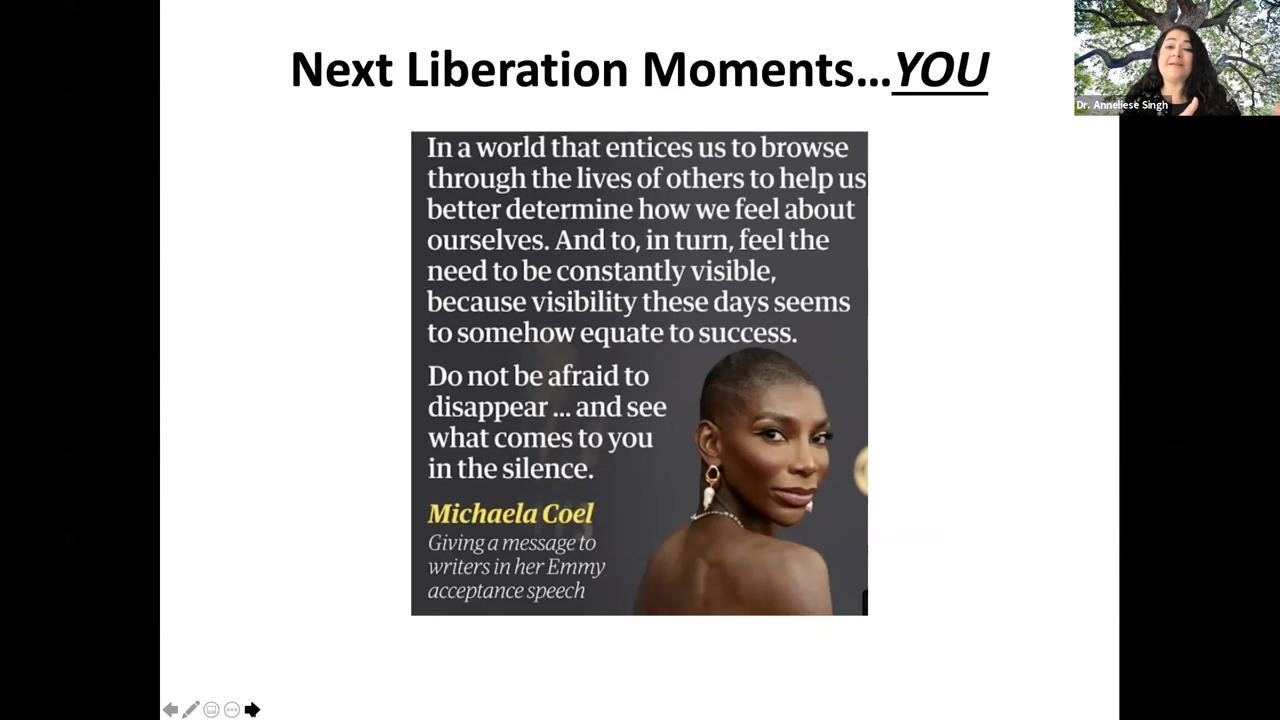 Next Liberation Moments...YOU
Dr. Anneliese Singh
In a world that entices us to browse
through the lives of others to help us
better determine how we feel about
ourselves. And to, in turn, feel the
need to be constantly visible,
because visibility these days seems
to somehow equate to success.
Do not be afraid to
disappear ... and see
what comes to you
in the silence.
Michaela Coel
Giving a message to
writers in her Emmy
acceptance speech